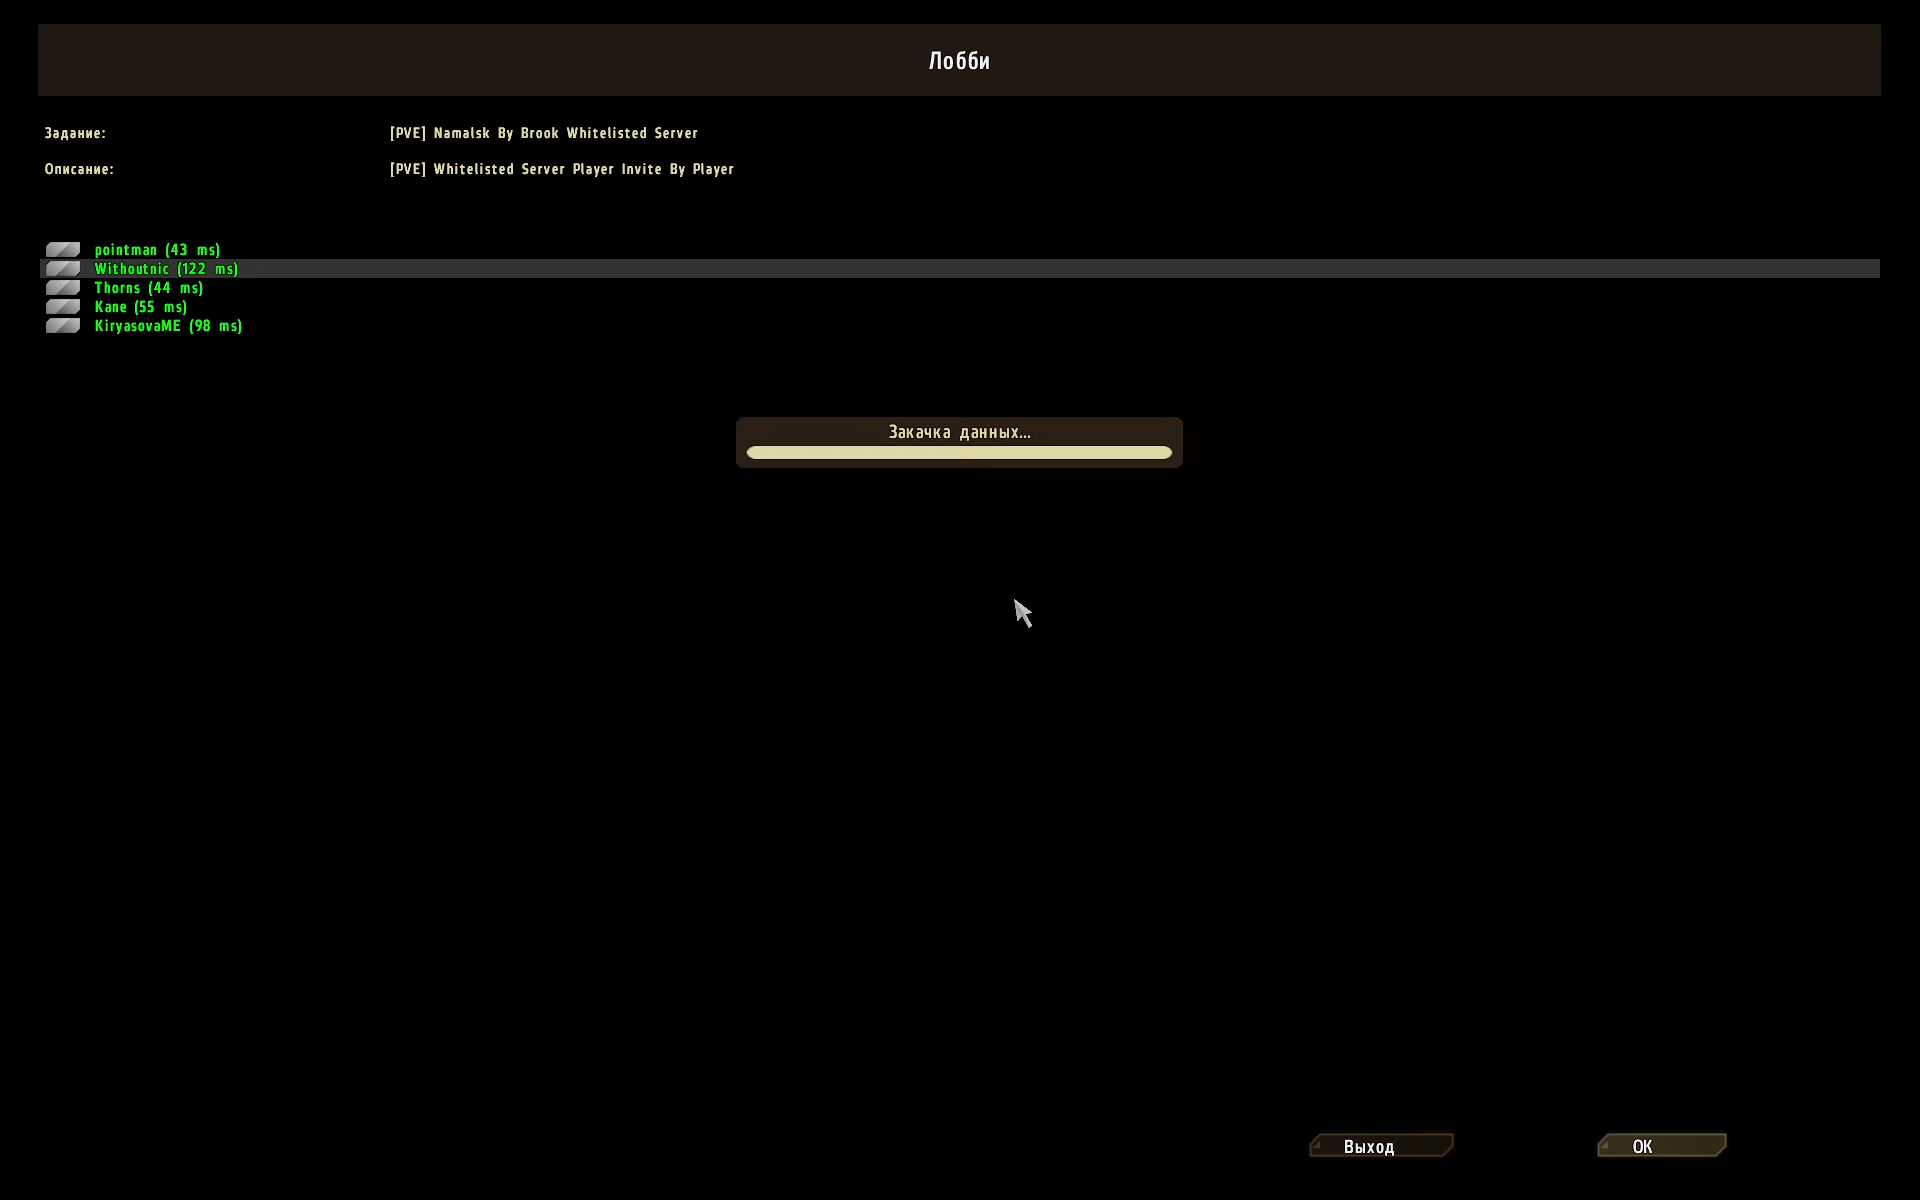 Лобби
Задание: [PVE] Namalsk By Brook Whitelisted Server
Описание: [PVE] Whitelisted Server Player Invite By Player
pointman (43 ms)
Withoutnic (122 ms)
Thorns (44 ms)
Kane (55 ms)
KiryasovaME (98 ms)
Закачка данных...
Выход OK